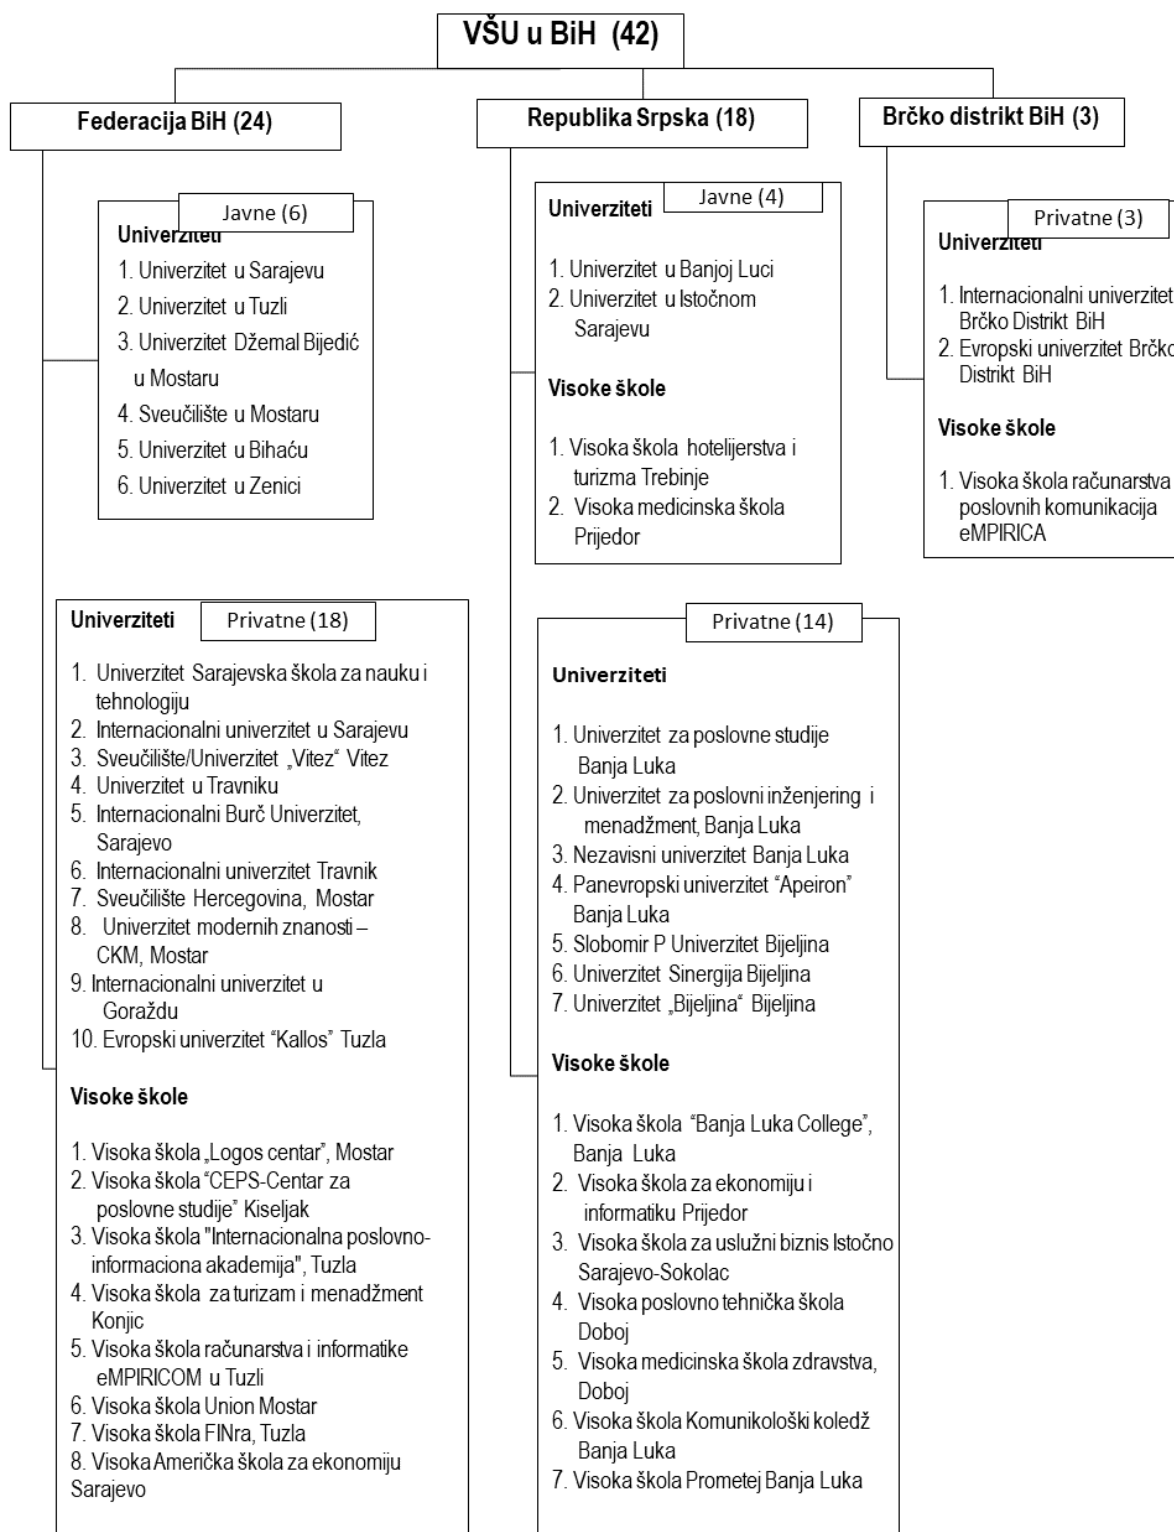 VŠU u BiH (42)
Federacija BiH (24)
Javne (6)
Univerziteti
1. Univerzitet u Sarajevu
2. Univerzitet u Tuzli
3. Univerzitet Džemal Bijedić
u Mostaru
4. Sveučilište u Mostaru
5. Univerzitet u Bihaću
6. Univerzitet u Zenici
Univerziteti
Privatne (18)
1. Univerzitet Sarajevska škola za nauku i
tehnologiju
2. Internacionalni univerzitet u Sarajevu
3. Sveučilište/Univerzitet „Vitez“ Vitez
4. Univerzitet u Travniku
5. Internacionalni Burč Univerzitet,
Sarajevo
6. Internacionalni univerzitet Travnik
7. Sveučilište Hercegovina, Mostar
8. Univerzitet modernih znanosti –
CKM, Mostar
9. Internacionalni univerzitet u
Goraždu
10. Evropski univerzitet “Kallos” Tuzla
Visoke škole
1. Visoka škola „Logos centar”, Mostar
2. Visoka škola “CEPS-Centar za
poslovne studije” Kiseljak
3. Visoka škola "Internacionalna poslovno-
informaciona akademija", Tuzla
4. Visoka škola za turizam i menadžment
Konjic
5. Visoka škola računarstva i informatike
eMPIRICOM u Tuzli
6. Visoka škola Union Mostar
7. Visoka škola FINra, Tuzla
8. Visoka Američka škola za ekonomiju
Sarajevo
Republika Srpska (18)
Univerziteti
Javne (4)
1. Univerzitet u Banjoj Luci
2. Univerzitet u Istočnom
Sarajevu
Visoke škole
1. Visoka škola hotelijerstva i
turizma Trebinje
2. Visoka medicinska škola
Prijedor
Privatne (14)
Univerziteti
1. Univerzitet za poslovne studije
Banja Luka
2. Univerzitet za poslovni inženjering i
menadžment, Banja Luka
3. Nezavisni univerzitet Banja Luka
4. Panevropski univerzitet “Apeiron”
Banja Luka
5. Slobomir P Univerzitet Bijeljina
6. Univerzitet Sinergija Bijeljina
7. Univerzitet „Bijeljina“ Bijeljina
Visoke škole
1. Visoka škola “Banja Luka College”,
Banja Luka
2. Visoka škola za ekonomiju i
informatiku Prijedor
3. Visoka škola za uslužni biznis Istočno
Sarajevo-Sokolac
4. Visoka poslovno tehnička škola
Doboj
5. Visoka medicinska škola zdravstva,
Doboj
6. Visoka škola Komunikološki koledž
Banja Luka
7. Visoka škola Prometej Banja Luka
Brčko distrikt BiH (3)
Privatne (3)
Univerziteti
1. Internacionalni univerzitet
Brčko Distrikt BiH
2. Evropski univerzitet Brčko
Distrikt BiH
Visoke škole
1. Visoka škola računarstva
poslovnih komunikacija
eMPIRICA